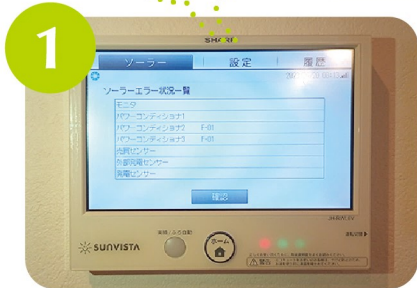 1
SHARP
ソーラー 設定 履歴
ソーラーエラー状況一覧
モニタ
パワーコンディショナ1
パワーコンディショナ2 F-01
パワーコンディショナ3 F-01
売買センサー
外部発電センサー
発電センサー
確認
SUNVISTA
ホーム